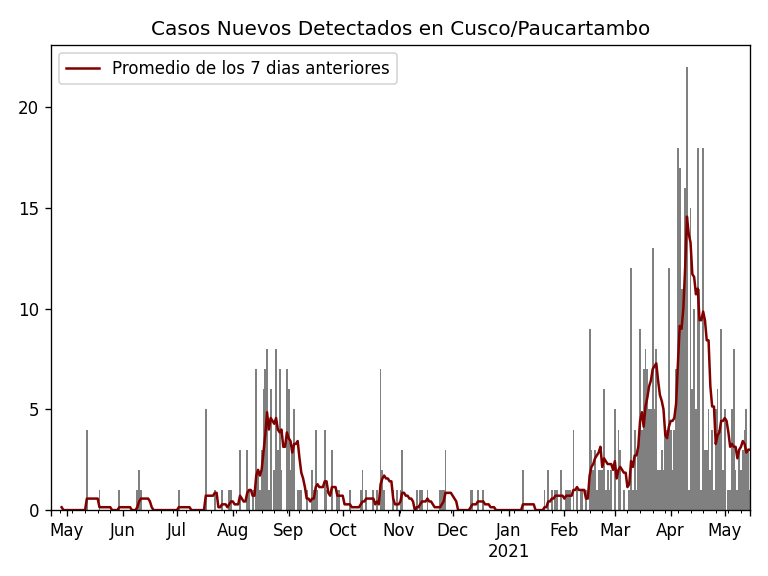 Casos Nuevos Detectados en Cusco/Paucartambo
Promedio de los 7 dias anteriores
20
15
10
5
0
May Jun Jul Aug Sep Oct Nov Dec Jan Feb Mar Apr May
2021